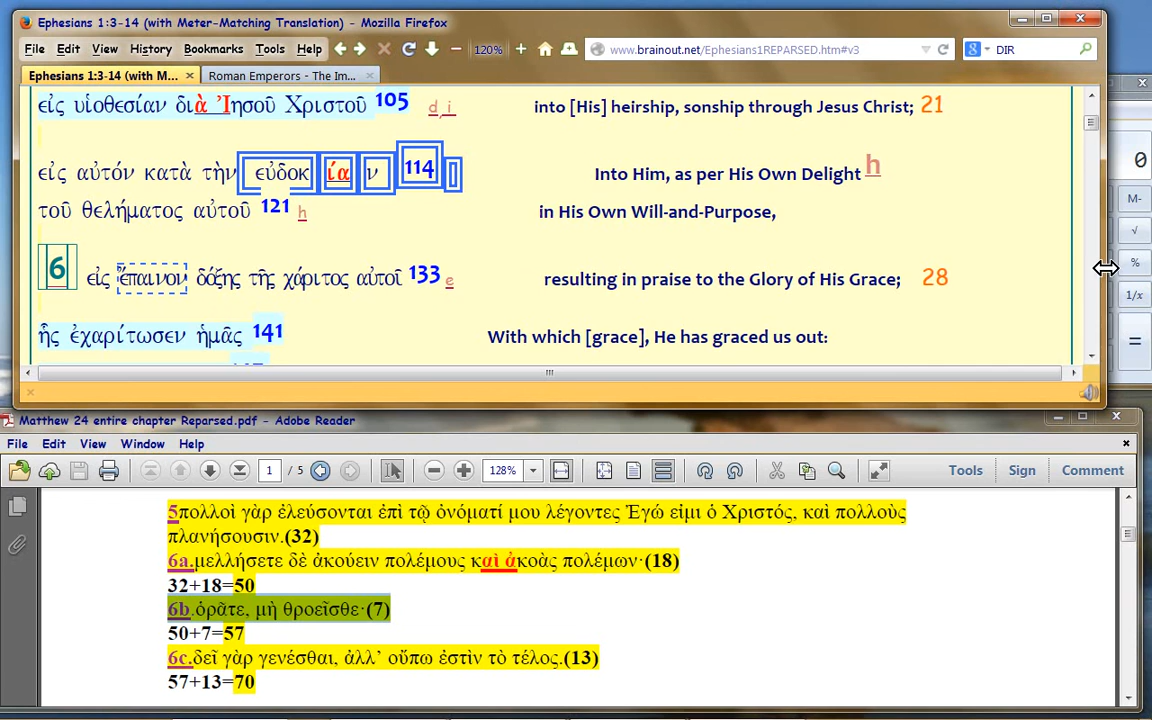 Ephesians 1:3-14 (with Meter-Matching Translation) - Mozilla Firefox
File Edit View History Bookmarks Tools Help 120% www.brainout.net/Ephesians1REPARSED.htm#v3 DIR
Ephesians 1:3-14 (with M... × Roman Emperors - The Im... ×
εἰς υἱοθεσίαν διὰ Ἰησοῦ Χριστοῦ 105 d i into [His] heirship, sonship through Jesus Christ; 21
εἰς αὐτόν κατὰ τὴν εὐδοκίαν 114 Into Him, as per His Own Delight h
τοῦ θελήματος αὐτοῦ 121 h in His Own Will-and-Purpose,
6 εἰς ἔπαινον δόξης τῆς χάριτος αὐτοῦ 133 e resulting in praise to the Glory of His Grace; 28
ἧς ἐχαρίτωσεν ἡμᾶς 141 With which [grace], He has graced us out:
0
M-
√
%
1/x
=
Matthew 24 entire chapter Reparsed.pdf - Adobe Reader
File Edit View Window Help
1 / 5 128% Tools Sign Comment
5πολλοὶ γὰρ ἐλεύσονται ἐπὶ τῷ ὀνόματί μου λέγοντες Ἐγώ εἰμι ὁ Χριστός, καὶ πολλοὺς
πλανήσουσιν.(32)
6a.μελλήσετε δὲ ἀκούειν πολέμους καὶ ἀκοὰς πολέμων·(18)
32+18=50
6b.ὁρᾶτε, μὴ θροεῖσθε·(7)
50+7=57
6c.δεῖ γὰρ γενέσθαι, ἀλλ’ οὔπω ἐστὶν τὸ τέλος.(13)
57+13=70